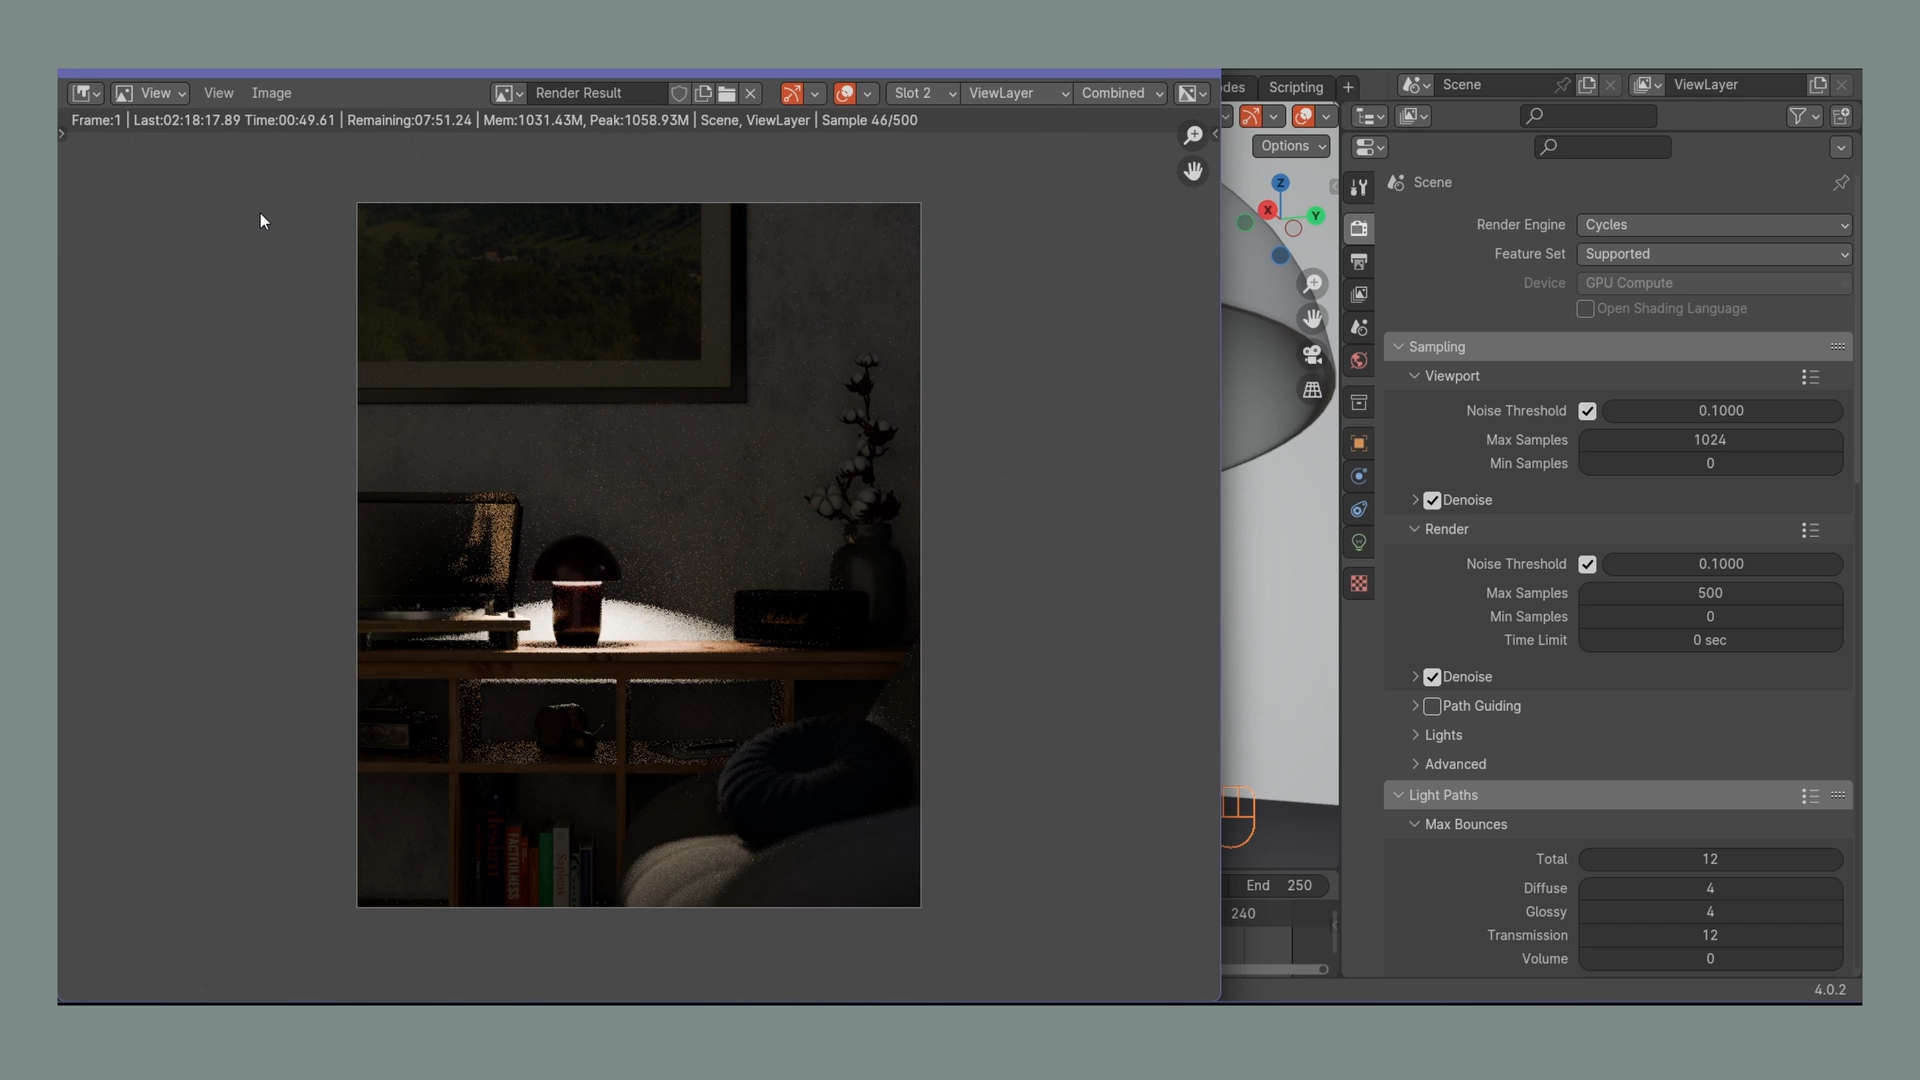 View View Image Render Result Slot 2 ViewLayer Combined
Frame:1 | Last:02:18:17.89 Time:00:49.61 | Remaining:07:51.24 | Mem:1031.43M, Peak:1058.93M | Scene, ViewLayer | Sample 46/500
des Scripting + Scene ViewLayer
Options
Z
X
Y
Scene
Render Engine Cycles
Feature Set Supported
Device GPU Compute
Open Shading Language
Sampling
Viewport
Noise Threshold 0.1000
Max Samples 1024
Min Samples 0
Denoise
Render
Noise Threshold 0.1000
Max Samples 500
Min Samples 0
Time Limit 0 sec
Denoise
Path Guiding
Lights
Advanced
Light Paths
Max Bounces
Total 12
Diffuse 4
Glossy 4
Transmission 12
Volume 0
Marshall
design
FACTFULNESS
Sapiens
End 250
240
4.0.2